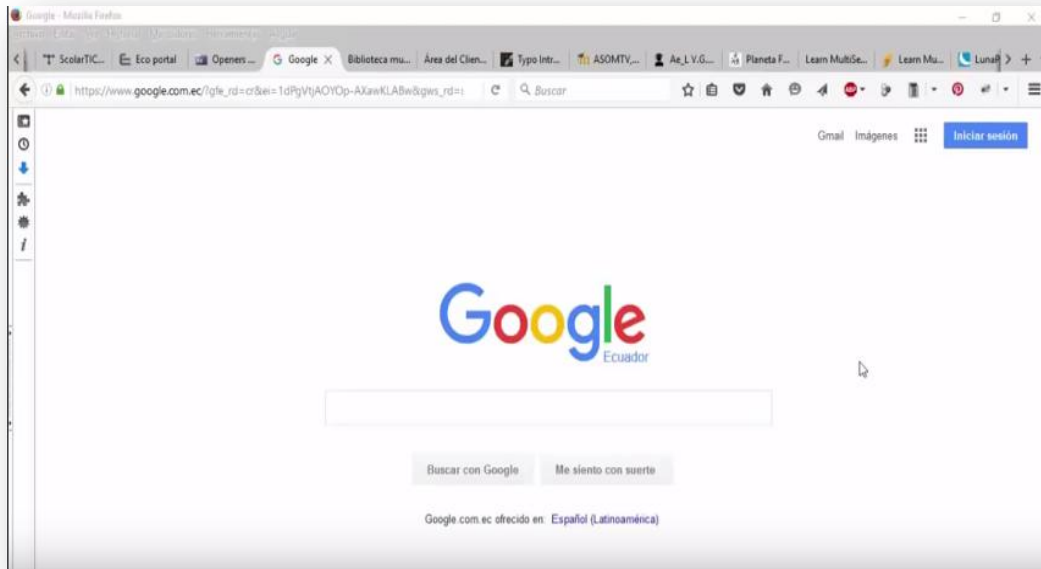 Google - Mozilla Firefox
"T" ScolarTIC... Eco portal Openers ... Google Biblioteca mu... Área del Clien... Typo Intr... ASOMTV,... Ae_L V.G... Planeta F... Learn MultiSe... Learn Mu... LunaP
https://www.google.com.ec/?gfe_rd=cr&ei=1dPgVtjAOYOp-AXawKLABw&gws_rd=s Buscar
Gmail Imágenes Iniciar sesión
Google
Ecuador
Buscar con Google Me siento con suerte
Google.com.ec ofrecido en: Español (Latinoamérica)